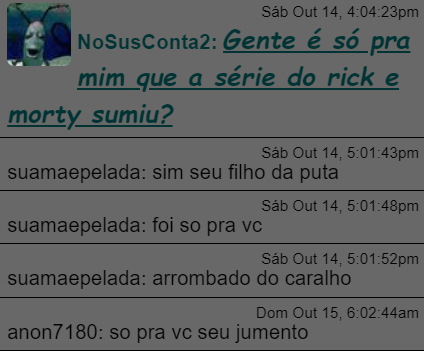 Sáb Out 14, 4:04:23pm
NoSusConta2: Gente é só pra
mim que a série do rick e
morty sumiu?
Sáb Out 14, 5:01:43pm
suamaepelada: sim seu filho da puta
Sáb Out 14, 5:01:48pm
suamaepelada: foi so pra vc
Sáb Out 14, 5:01:52pm
suamaepelada: arrombado do caralho
Dom Out 15, 6:02:44am
anon7180: so pra vc seu jumento